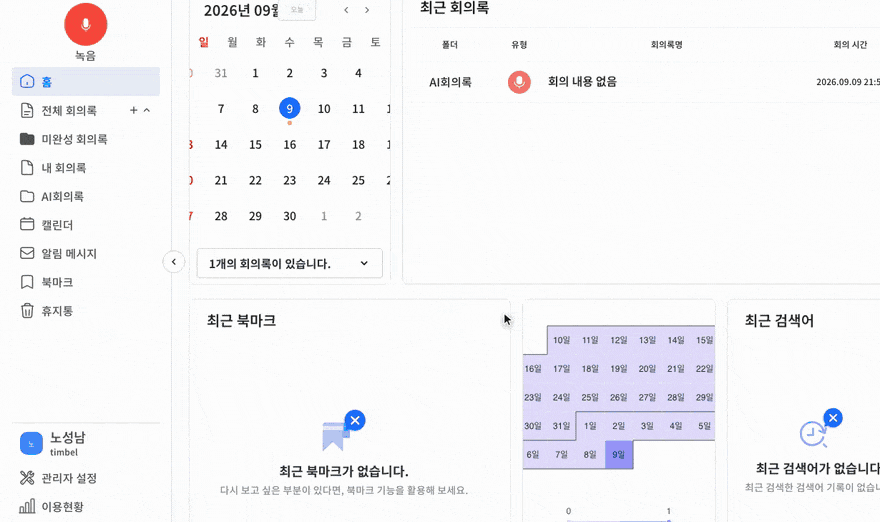 녹음
홈
전체 회의록
미완성 회의록
내 회의록
AI회의록
캘린더
알림 메시지
북마크
휴지통
노
노성남
timbel
관리자 설정
이용현황
2026년 09월
오늘
일 월 화 수 목 금 토
31 1 2 3 4
7 8 9 10 11
14 15 16 17 18
21 22 23 24 25
28 29 30 1 2
1개의 회의록이 있습니다.
최근 회의록
폴더 유형 회의록명 회의 시간
AI회의록 회의 내용 없음 2026.09.09 21:5
최근 북마크
최근 북마크가 없습니다.
다시 보고 싶은 부분이 있다면, 북마크 기능을 활용해 보세요.
10일 11일 12일 13일 14일 15일
16일 17일 18일 19일 20일 21일 22일
23일 24일 25일 26일 27일 28일 29일
30일 31일 1일 2일 3일 4일 5일
6일 7일 8일 9일
0 1
최근 검색어
최근 검색어가 없습니다
최근 검색한 검색어 기록이 없습니